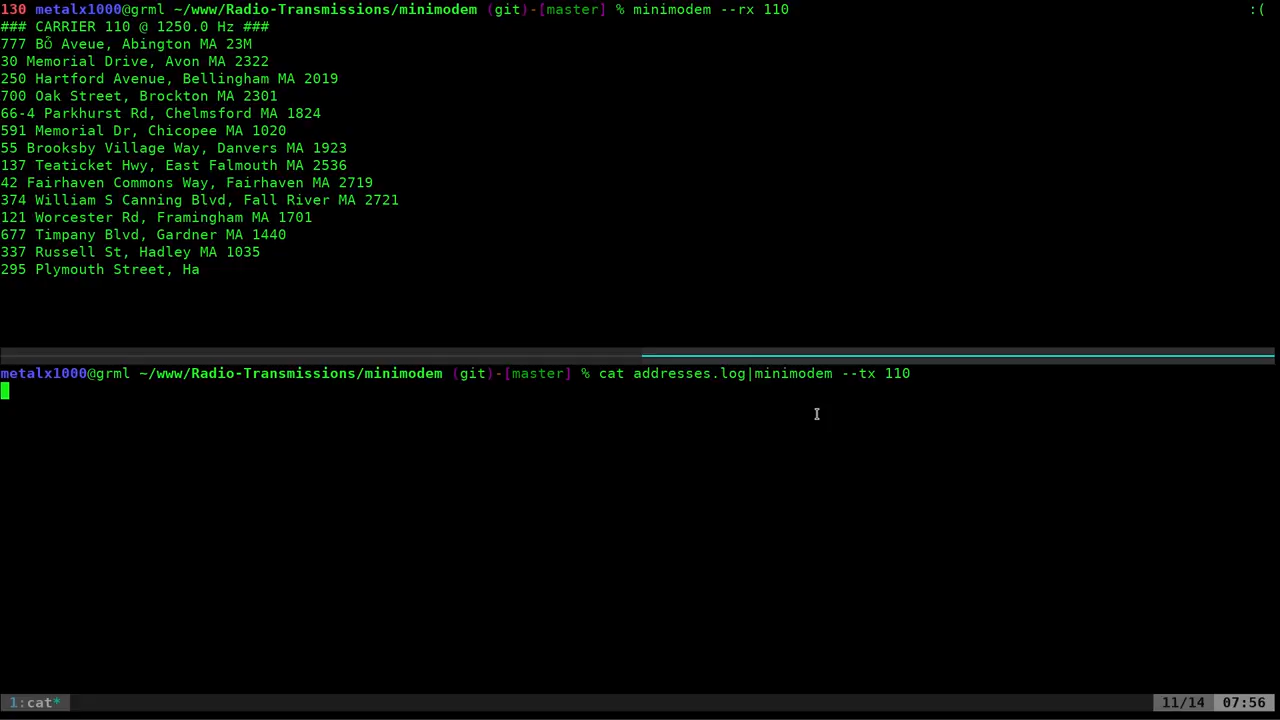 130 metalx1000@grml ~/www/Radio-Transmissions/minimodem (git)-[master] % minimodem --rx 110 :(
### CARRIER 110 @ 1250.0 Hz ###
777 Bȭ Aveue, Abington MA 23M
30 Memorial Drive, Avon MA 2322
250 Hartford Avenue, Bellingham MA 2019
700 Oak Street, Brockton MA 2301
66-4 Parkhurst Rd, Chelmsford MA 1824
591 Memorial Dr, Chicopee MA 1020
55 Brooksby Village Way, Danvers MA 1923
137 Teaticket Hwy, East Falmouth MA 2536
42 Fairhaven Commons Way, Fairhaven MA 2719
374 William S Canning Blvd, Fall River MA 2721
121 Worcester Rd, Framingham MA 1701
677 Timpany Blvd, Gardner MA 1440
337 Russell St, Hadley MA 1035
295 Plymouth Street, Ha
metalx1000@grml ~/www/Radio-Transmissions/minimodem (git)-[master] % cat addresses.log|minimodem --tx 110
1:cat* 11/14 07:56